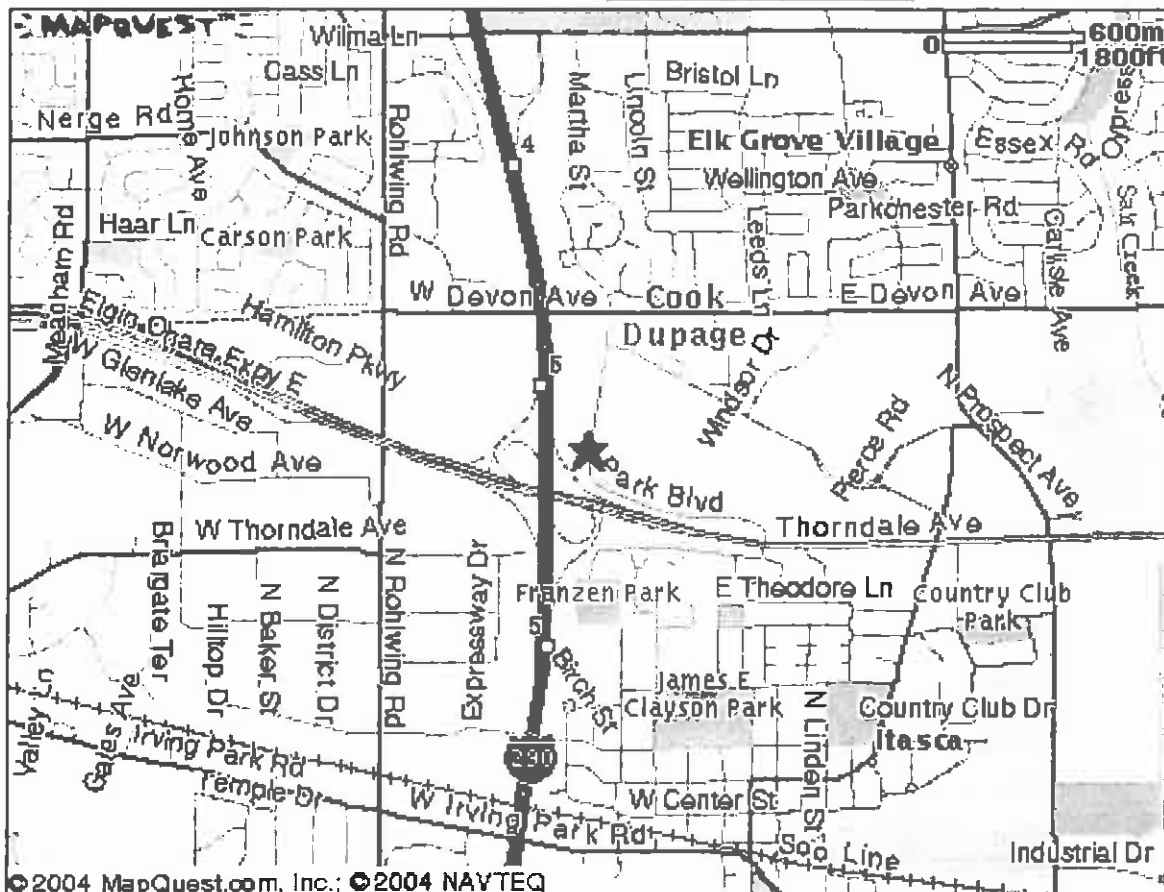 MAPQUEST
600m
0
1800ft
Wilma Ln
Cass Ln
Bristol Ln
Home Ave
Rohlwing Rd
Martha St
Lincoln St
Nerge Rd
Johnson Park
4
Elk Grove Village
Essex Rd
Cypress
Wellington Ave
Parkchester Rd
Salt Creek
Haar Ln
Carson Park
Leeds Ln
Carlisle Ave
Meacham Rd
W Devon Ave
Cook
E Devon Ave
Dupage
Elgin Ohare Expy E
Hamilton Pkwy
W Glenlake Ave
Windsor Dr
N Prospect Ave
5
W Norwood Ave
Park Blvd
Pierce Rd
W Thorndale Ave
Thorndale Ave
Briargate Ter
Hilltop Dr
N Baker St
N District Dr
N Rohlwing Rd
Expressway Dr
Franzen Park
E Theodore Ln
Country Club
Park
5
Birch St
James E
Clayson Park
N Linden St
Country Club Dr
Itasca
Valley Ln
Irving Park Rd
290
Temple Dr
W Irving Park Rd
W Center St
Soo Line
Industrial Dr
©2004 MapQuest.com, Inc.; ©2004 NAVTEQ